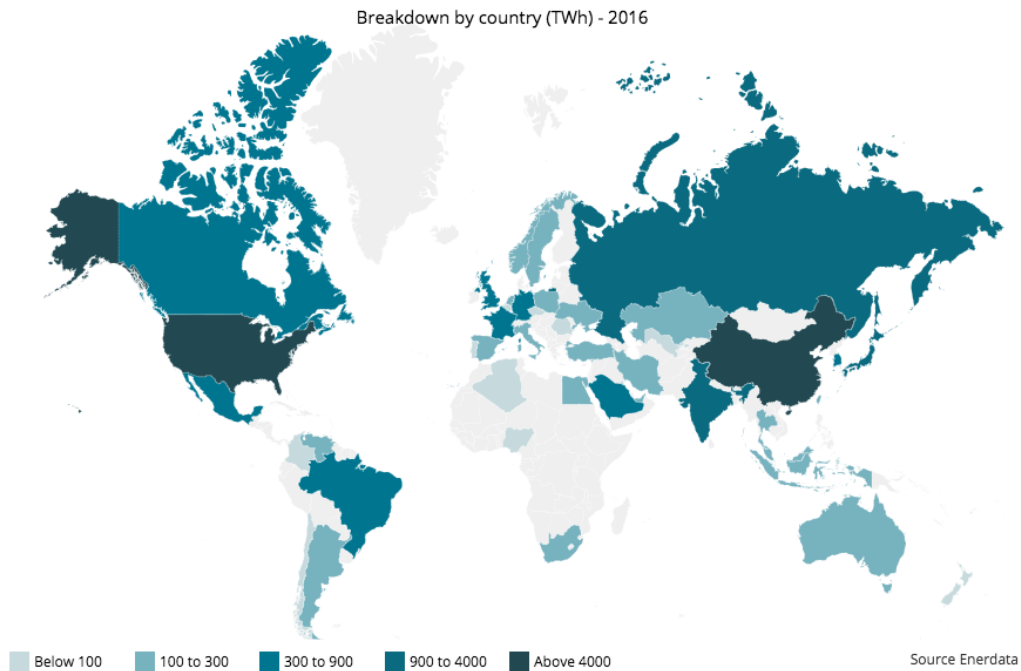 Breakdown by country (TWh) - 2016
Below 100
100 to 300
300 to 900
900 to 4000
Above 4000
Source Enerdata